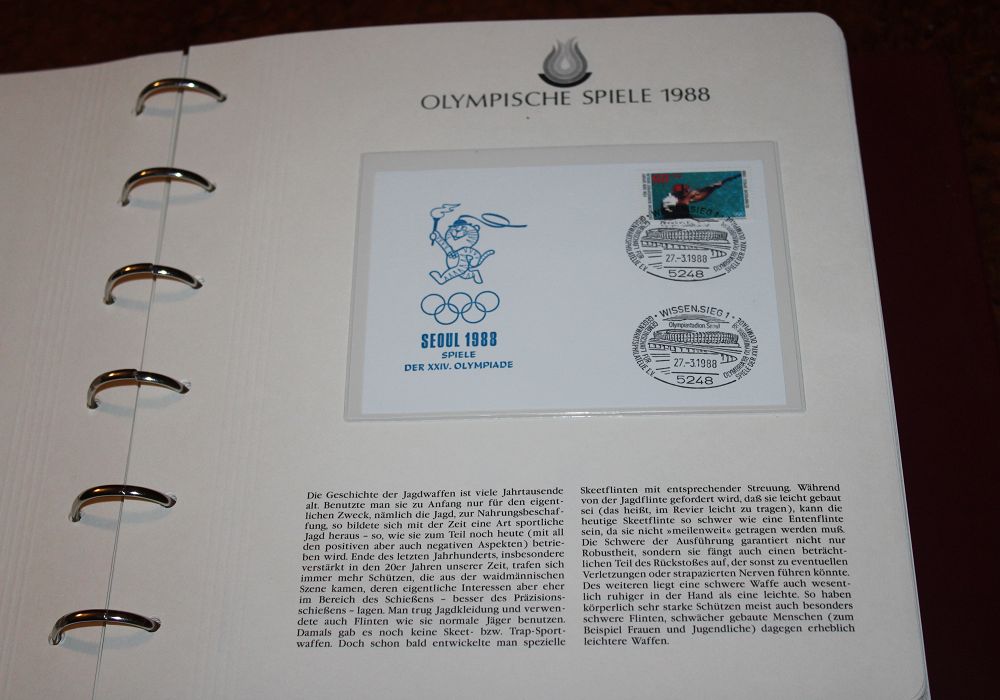 OLYMPISCHE SPIELE 1988
SEOUL 1988
SPIELE
DER XXIV. OLYMPIADE
WISSEN,SIEG 1
27.-3.1988
5248
WISSEN,SIEG 1
Olympiastadion Seoul
27.-3.1988
5248
Die Geschichte der Jagdwaffen ist viele Jahrtausende
alt. Benutzte man sie zu Anfang nur für den eigent-
lichen Zweck, nämlich die Jagd, zur Nahrungsbeschaf-
fung, so bildete sich mit der Zeit eine Art sportliche
Jagd heraus – so, wie sie zum Teil noch heute (mit all
den positiven aber auch negativen Aspekten) betrie-
ben wird. Ende des letzten Jahrhunderts, insbesondere
verstärkt in den 20er Jahren unserer Zeit, trafen sich
immer mehr Schützen, die aus der waidmännischen
Szene kamen, deren eigentliche Interessen aber eher
im Bereich des Schießens – besser des Präzisions-
schießens – lagen. Man trug Jagdkleidung und verwen-
dete auch Flinten wie sie normale Jäger benutzen.
Damals gab es noch keine Skeet- bzw. Trap-Sport-
waffen. Doch schon bald entwickelte man spezielle
Skeetflinten mit entsprechender Streuung. Während
von der Jagdflinte gefordert wird, daß sie leicht gebaut
sei (das heißt, im Revier leicht zu tragen), kann die
heutige Skeetflinte so schwer wie eine Entenflinte
sein, da sie nicht »meilenweit« getragen werden muß.
Die Schwere der Ausführung garantiert nicht nur
Robustheit, sondern sie fängt auch einen beträcht-
lichen Teil des Rückstoßes auf, der sonst zu eventuellen
Verletzungen oder strapazierten Nerven führen könnte.
Des weiteren liegt eine schwere Waffe auch wesent-
lich ruhiger in der Hand als eine leichte. So haben
körperlich sehr starke Schützen meist auch besonders
schwere Flinten, schwächer gebaute Menschen (zum
Beispiel Frauen und Jugendliche) dagegen erheblich
leichtere Waffen.